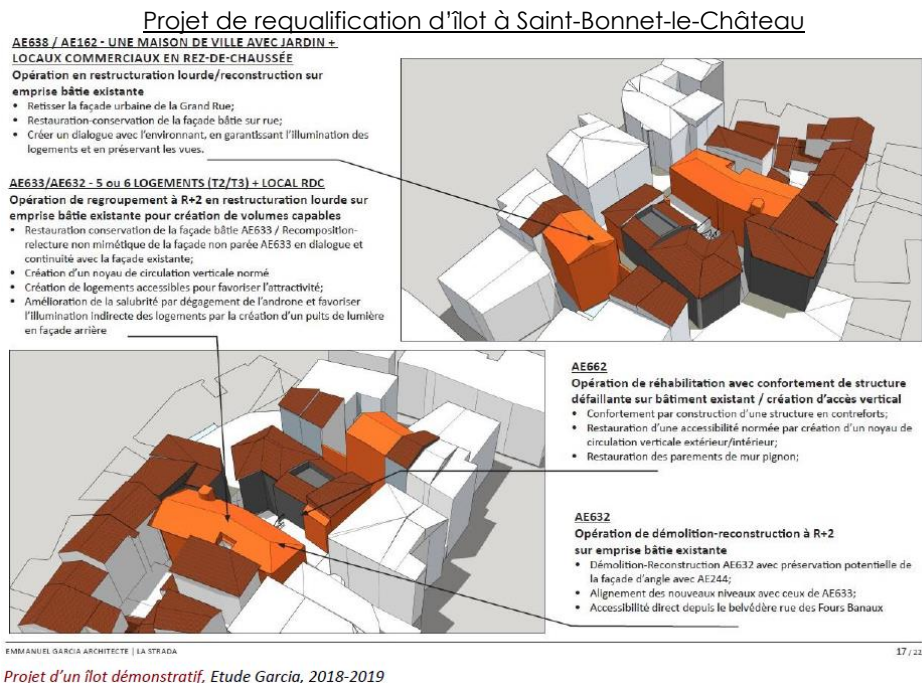 Projet de requalification d’îlot à Saint-Bonnet-le-Château
AE638 / AE162 - UNE MAISON DE VILLE AVEC JARDIN +
LOCAUX COMMERCIAUX EN REZ-DE-CHAUSSÉE
Opération en restructuration lourde/reconstruction sur
emprise bâtie existante
• Retisser la façade urbaine de la Grand Rue;
• Restauration-conservation de la façade bâtie sur rue;
• Créer un dialogue avec l’environnant, en garantissant l’illumination des
logements et en préservant les vues.
AE633/AE632 - 5 ou 6 LOGEMENTS (T2/T3) + LOCAL RDC
Opération de regroupement à R+2 en restructuration lourde sur
emprise bâtie existante pour création de volumes capables
• Restauration conservation de la façade bâtie AE633 / Recomposition-
relecture non mimétique de la façade non parée AE633 en dialogue et
continuité avec la façade existante;
• Création d’un noyau de circulation verticale normé
• Création de logements accessibles pour favoriser l’attractivité;
• Amélioration de la salubrité par dégagement de l’androne et favoriser
l’illumination indirecte des logements par la création d’un puits de lumière
en façade arrière
AE662
Opération de réhabilitation avec confortement de structure
défaillante sur bâtiment existant / création d’accès vertical
• Confortement par construction d’une structure en contreforts;
• Restauration d’une accessibilité normée par création d’un noyau de
circulation verticale extérieur/intérieur;
• Restauration des parements de mur pignon;
AE632
Opération de démolition-reconstruction à R+2
sur emprise bâtie existante
• Démolition-Reconstruction AE632 avec préservation potentielle de
la façade d’angle avec AE244;
• Alignement des nouveaux niveaux avec ceux de AE633;
• Accessibilité direct depuis le belvédère rue des Fours Banaux
EMMANUEL GARCIA ARCHITECTE | LA STRADA
17 / 22
Projet d’un îlot démonstratif, Etude Garcia, 2018-2019